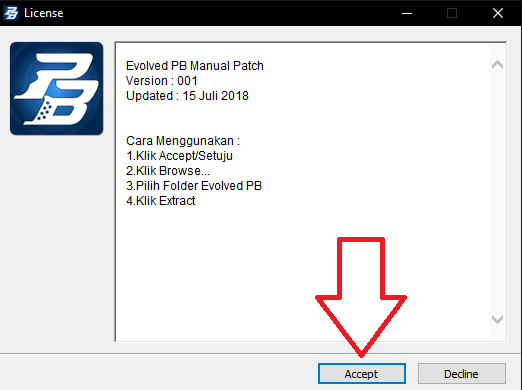 License
Evolved PB Manual Patch
Version : 001
Updated : 15 Juli 2018
Cara Menggunakan :
1.Klik Accept/Setuju
2.Klik Browse...
3.Pilih Folder Evolved PB
4.Klik Extract
Accept
Decline